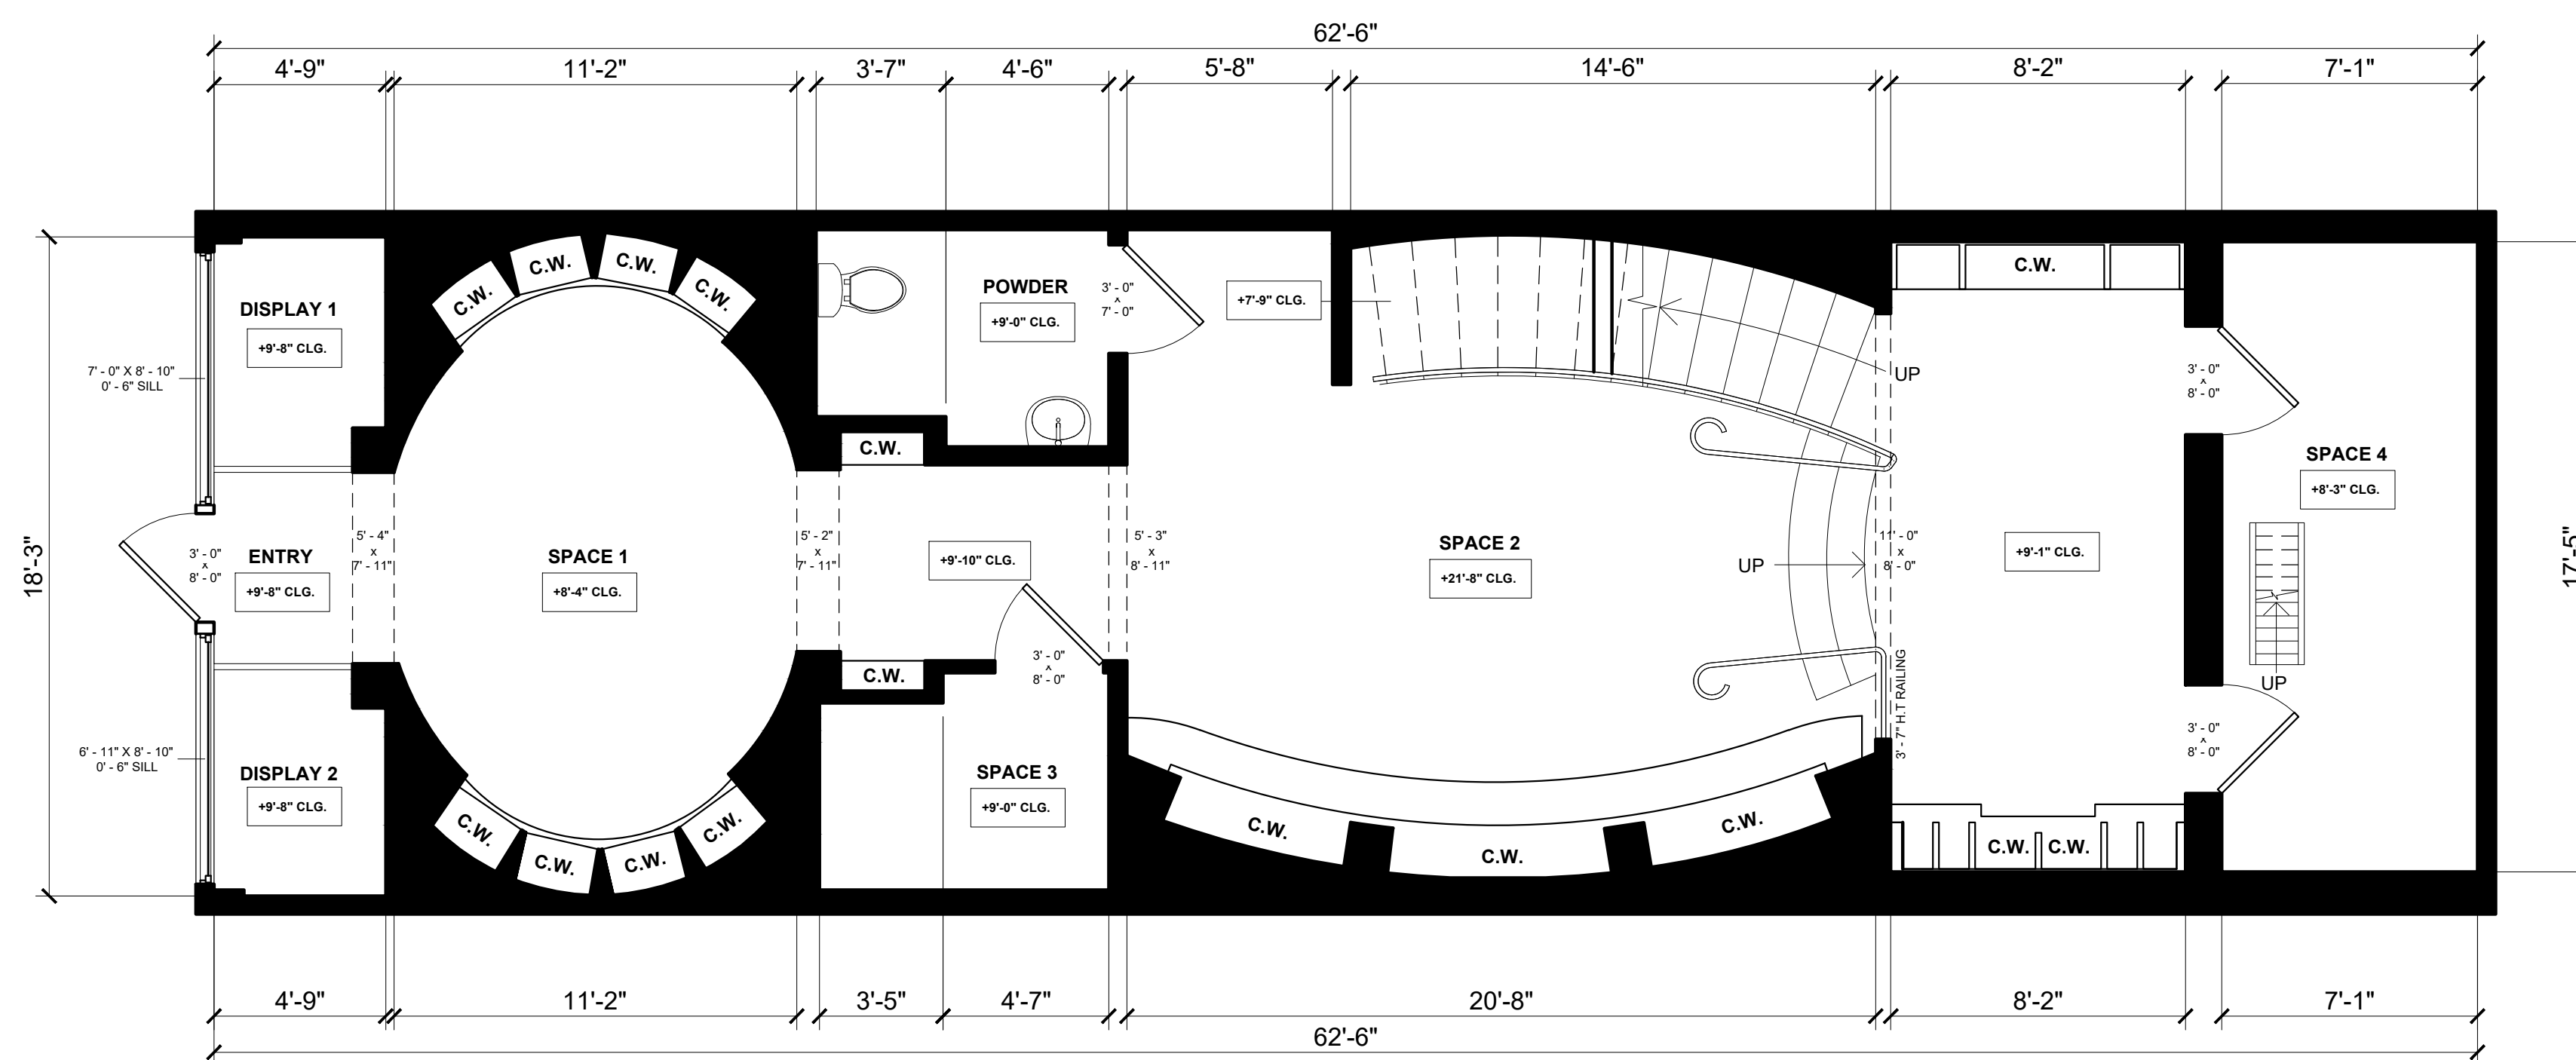 62'-6"
4'-9" 11'-2" 3'-7" 4'-6" 5'-8" 14'-6" 8'-2" 7'-1"
C.W. C.W. C.W. C.W.
C.W.
DISPLAY 1
+9'-8" CLG.
POWDER
+9'-0" CLG.
3' - 0"
x
7' - 0"
+7'-9" CLG.
7' - 0" X 8' - 10"
0' - 6" SILL
UP
3' - 0"
x
8' - 0"
C.W.
SPACE 4
+8'-3" CLG.
18'-3"
3' - 0"
x
8' - 0"
ENTRY
+9'-8" CLG.
5' - 4"
x
7' - 11"
SPACE 1
+8'-4" CLG.
5' - 2"
x
7' - 11"
+9'-10" CLG.
5' - 3"
x
8' - 11"
SPACE 2
+21'-8" CLG.
UP
11' - 0"
x
8' - 0"
+9'-1" CLG.
17'-5"
C.W.
3' - 0"
x
8' - 0"
3' - 7" H.T RAILING
UP
6' - 11" X 8' - 10"
0' - 6" SILL
3' - 0"
x
8' - 0"
DISPLAY 2
+9'-8" CLG.
SPACE 3
+9'-0" CLG.
C.W. C.W. C.W. C.W.
C.W. C.W. C.W.
C.W. C.W.
4'-9" 11'-2" 3'-5" 4'-7" 20'-8" 8'-2" 7'-1"
62'-6"